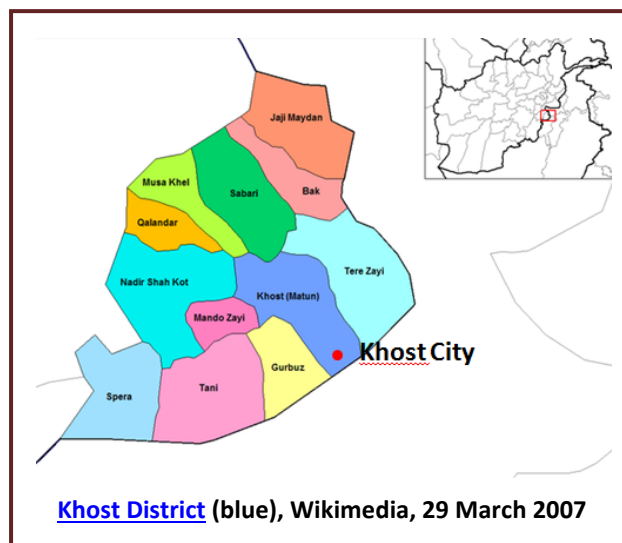 Jaji Maydan
Musa Khel
Sabari
Bak
Qalandar
Nadir Shah Kot
Khost (Matun)
Tere Zayi
Mando Zayi
Khost City
Gurbuz
Spera
Tani
Khost District (blue), Wikimedia, 29 March 2007